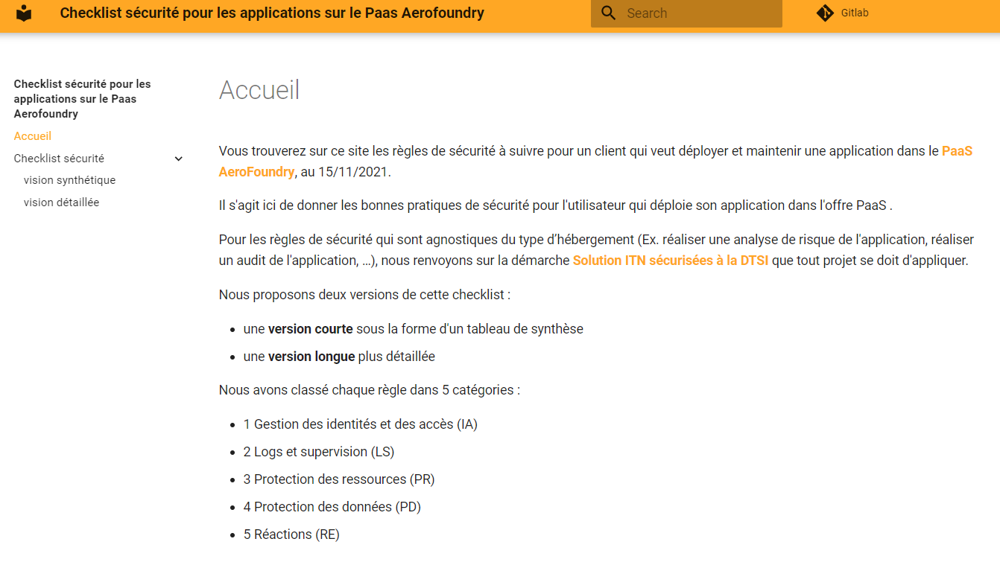 Checklist sécurité pour les applications sur le Paas Aerofoundry
Search
Gitlab
Checklist sécurité pour les
applications sur le Paas
Aerofoundry
Accueil
Checklist sécurité
vision synthétique
vision détaillée
Accueil
Vous trouverez sur ce site les règles de sécurité à suivre pour un client qui veut déployer et maintenir une application dans le PaaS
AeroFoundry, au 15/11/2021.
Il s'agit ici de donner les bonnes pratiques de sécurité pour l'utilisateur qui déploie son application dans l'offre PaaS .
Pour les règles de sécurité qui sont agnostiques du type d’hébergement (Ex. réaliser une analyse de risque de l'application, réaliser
un audit de l'application, …), nous renvoyons sur la démarche Solution ITN sécurisées à la DTSI que tout projet se doit d'appliquer.
Nous proposons deux versions de cette checklist :
• une version courte sous la forme d'un tableau de synthèse
• une version longue plus détaillée
Nous avons classé chaque règle dans 5 catégories :
• 1 Gestion des identités et des accès (IA)
• 2 Logs et supervision (LS)
• 3 Protection des ressources (PR)
• 4 Protection des données (PD)
• 5 Réactions (RE)